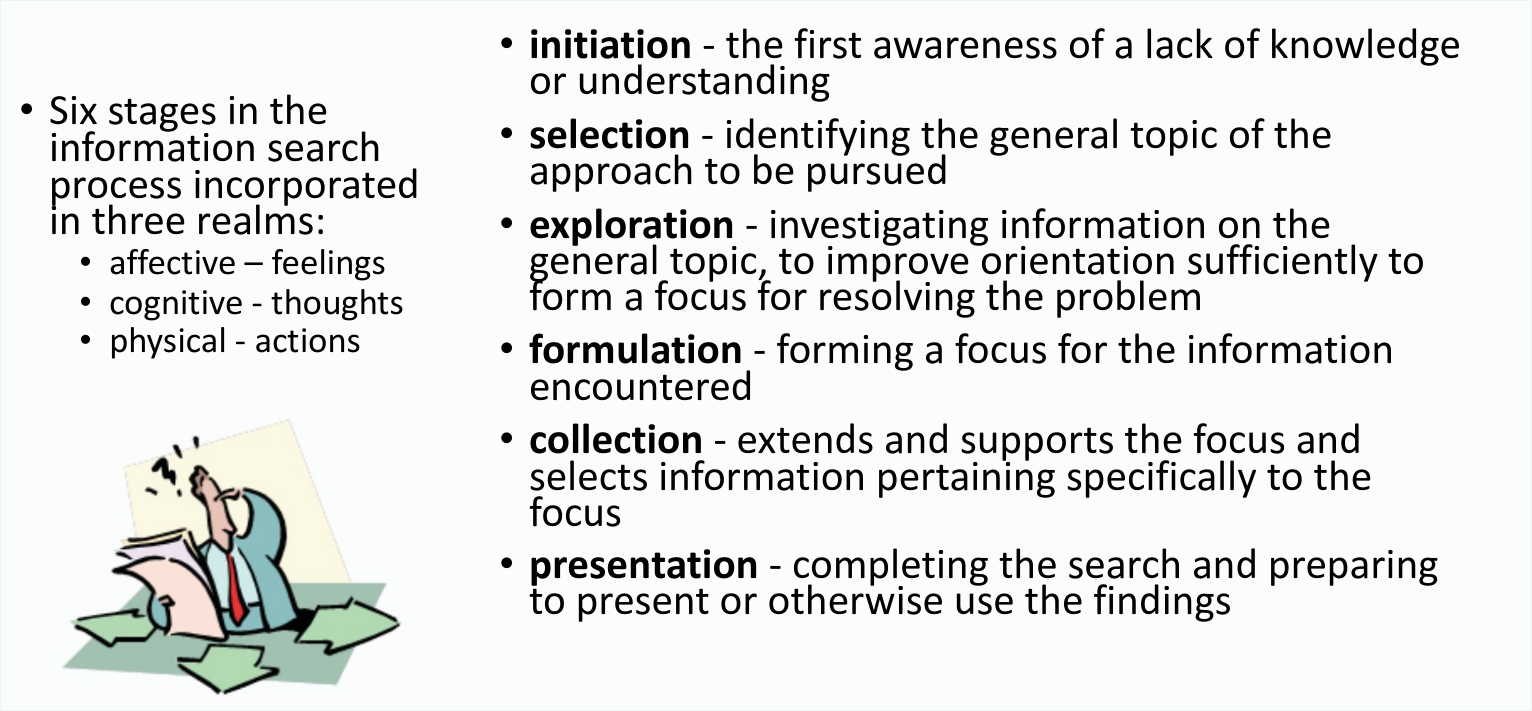 • Six stages in the
information search
process incorporated
in three realms:
• affective – feelings
• cognitive - thoughts
• physical - actions
• initiation - the first awareness of a lack of knowledge
or understanding
• selection - identifying the general topic of the
approach to be pursued
• exploration - investigating information on the
general topic, to improve orientation sufficiently to
form a focus for resolving the problem
• formulation - forming a focus for the information
encountered
• collection - extends and supports the focus and
selects information pertaining specifically to the
focus
• presentation - completing the search and preparing
to present or otherwise use the findings